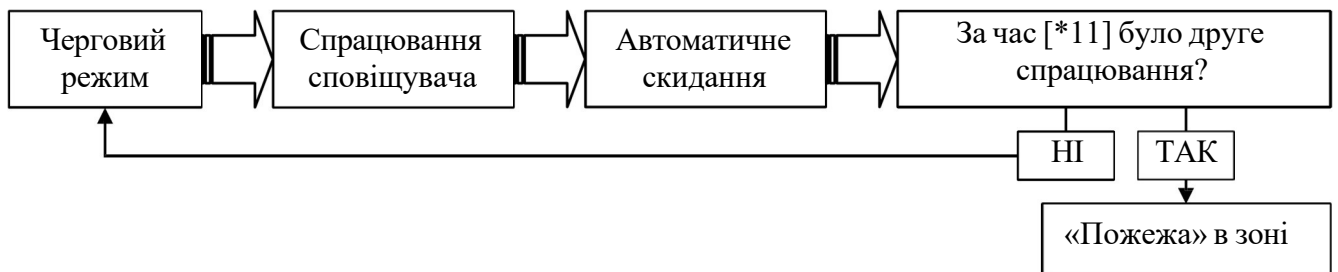 Черговий
режим
Спрацювання
сповіщувача
Автоматичне
скидання
За час [*11] було друге
спрацювання?
НІ
ТАК
«Пожежа» в зоні